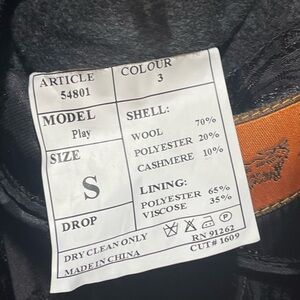 ARTICLE
54801
COLOUR
3
MODEL
Play
SIZE
S
DROP
SHELL:
WOOL 70%
POLYESTER 20%
CASHMERE 10%
LINING:
POLYESTER 65%
VISCOSE 35%
DRY CLEAN ONLY
MADE IN CHINA
P
RN 91262
CUT# 1609